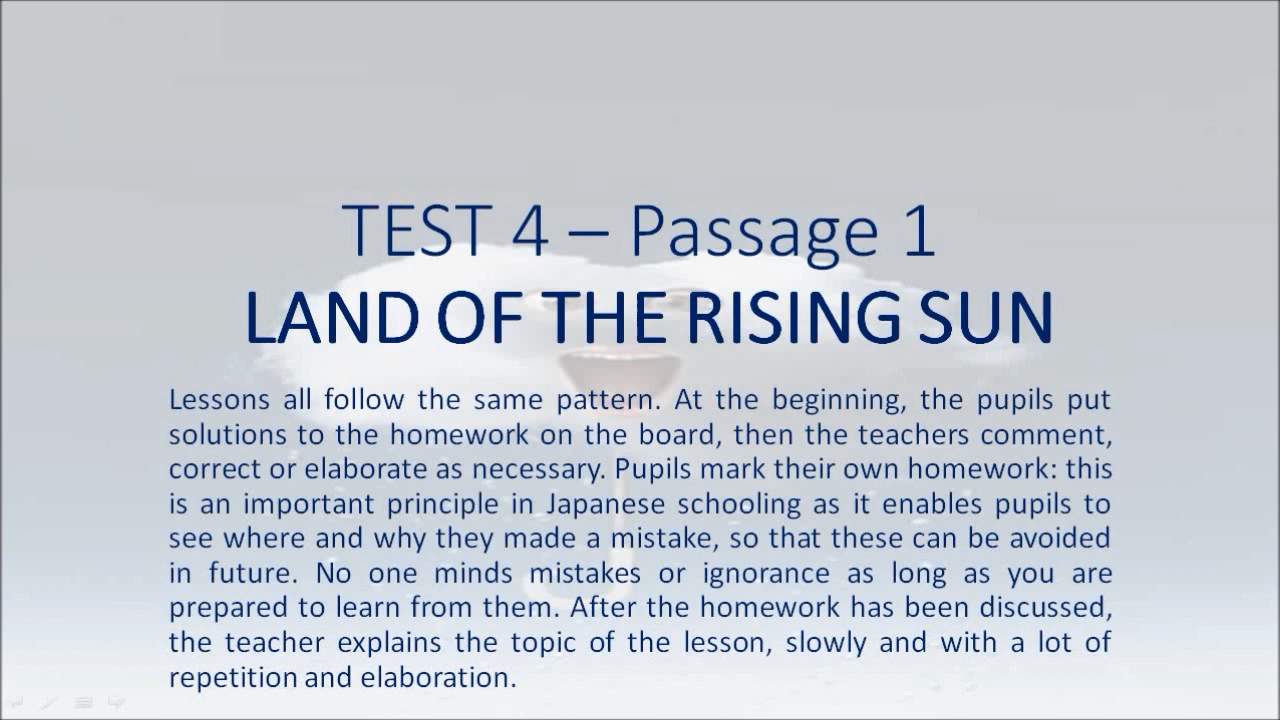 TEST 4 – Passage 1
LAND OF THE RISING SUN
Lessons all follow the same pattern. At the beginning, the pupils put
solutions to the homework on the board, then the teachers comment,
correct or elaborate as necessary. Pupils mark their own homework: this
is an important principle in Japanese schooling as it enables pupils to
see where and why they made a mistake, so that these can be avoided
in future. No one minds mistakes or ignorance as long as you are
prepared to learn from them. After the homework has been discussed,
the teacher explains the topic of the lesson, slowly and with a lot of
repetition and elaboration.